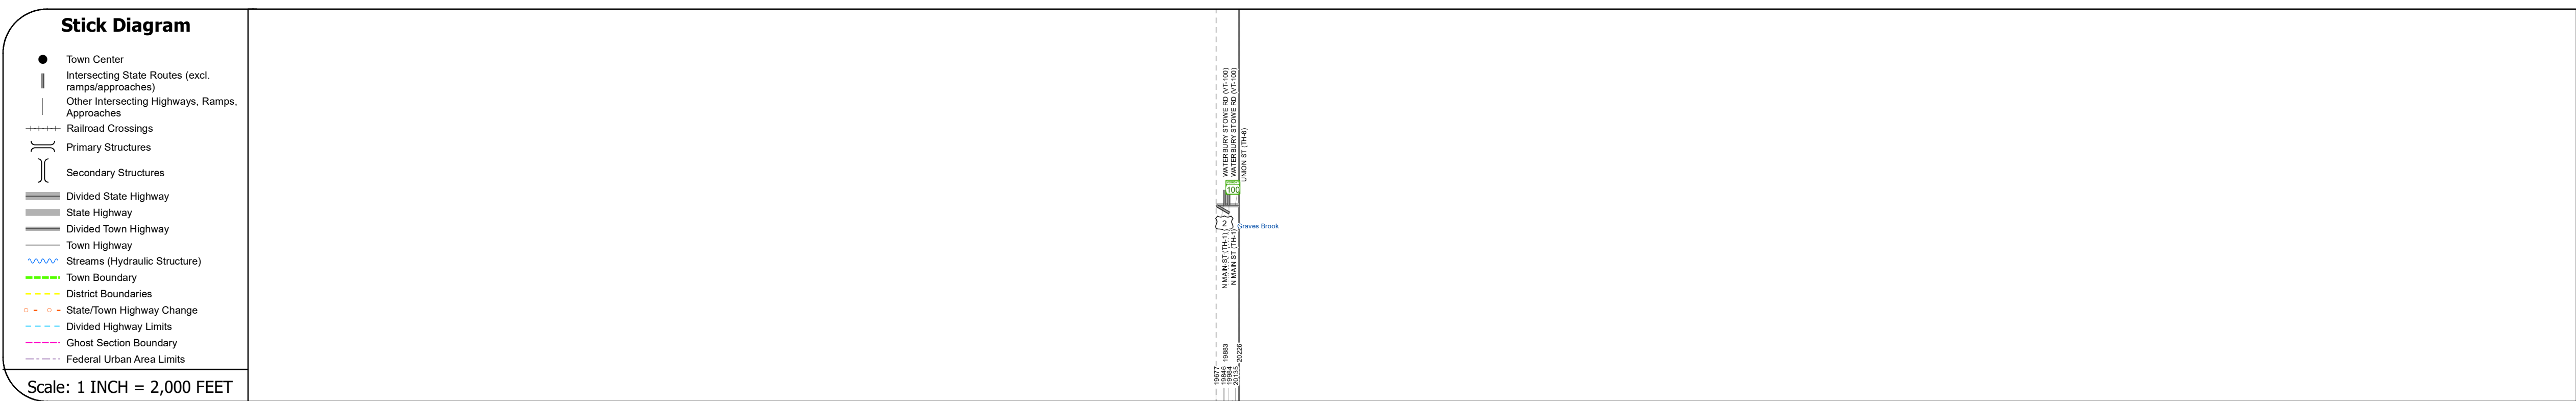 Stick Diagram
Town Center
Intersecting State Routes (excl.
ramps/approaches)
Other Intersecting Highways, Ramps,
Approaches
Railroad Crossings
Primary Structures
Secondary Structures
Divided State Highway
State Highway
Divided Town Highway
Town Highway
Streams (Hydraulic Structure)
Town Boundary
District Boundaries
State/Town Highway Change
Divided Highway Limits
Ghost Section Boundary
Federal Urban Area Limits
Scale: 1 INCH = 2,000 FEET
WATERBURY STOWE RD (VT-100)
WATERBURY STOWE RD (VT-100)
UNION ST (TH-6)
100
2
Graves Brook
N MAIN ST (TH-1)
N MAIN ST (TH-1)
19677
19846
19883
19984
20135
20226